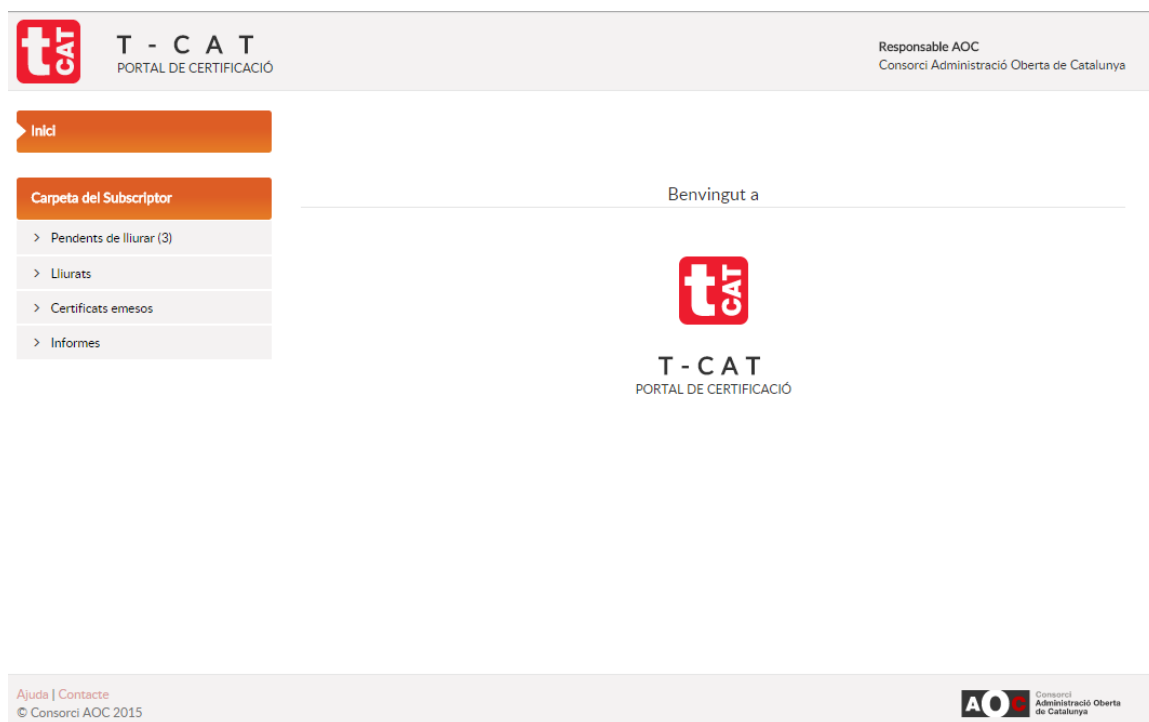 t CAT
T - C A T
PORTAL DE CERTIFICACIÓ
Responsable AOC
Consorci Administració Oberta de Catalunya
Inici
Carpeta del Subscriptor
> Pendents de lliurar (3)
> Lliurats
> Certificats emesos
> Informes
Benvingut a
t CAT
T - C A T
PORTAL DE CERTIFICACIÓ
Ajuda | Contacte
© Consorci AOC 2015
AOC
Consorci
Administració Oberta
de Catalunya